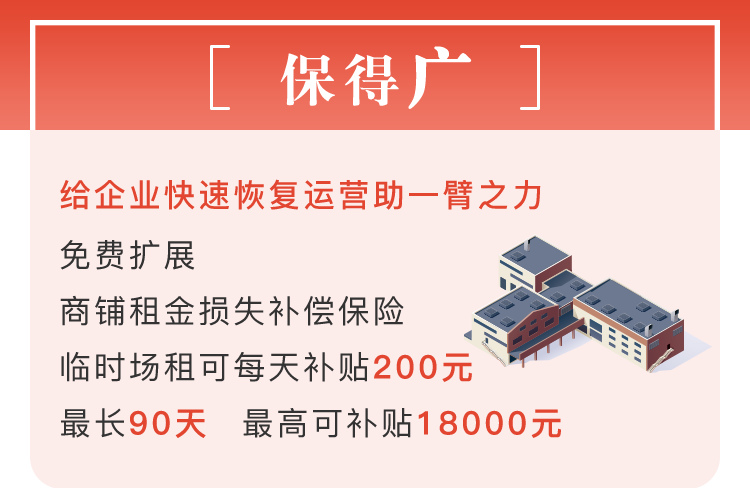 保得广
给企业快速恢复运营助一臂之力
免费扩展
商铺租金损失补偿保险
临时场租可每天补贴200元
最长90天 最高可补贴18000元